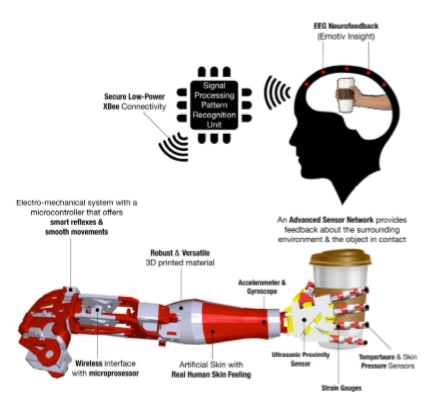 EEG Neurofeedback
(Emotiv Insight)
Signal
Processing
Pattern
Recognition
Unit
Secure Low-Power
XBee Connectivity
Electro-mechanical system with a
microcontroller that offers
smart reflexes &
smooth movements
An Advanced Sensor Network provides
feedback about the surrounding
environment & the object in contact
Robust & Versatile
3D printed material
Accelerometer &
Gyroscope
Wireless interface
with microprosessor
Artificial Skin with
Real Human Skin Feeling
Ultrasonic Proximity
Sensor
Tempertaure & Skin
Pressure Sensors
Strain Gauges